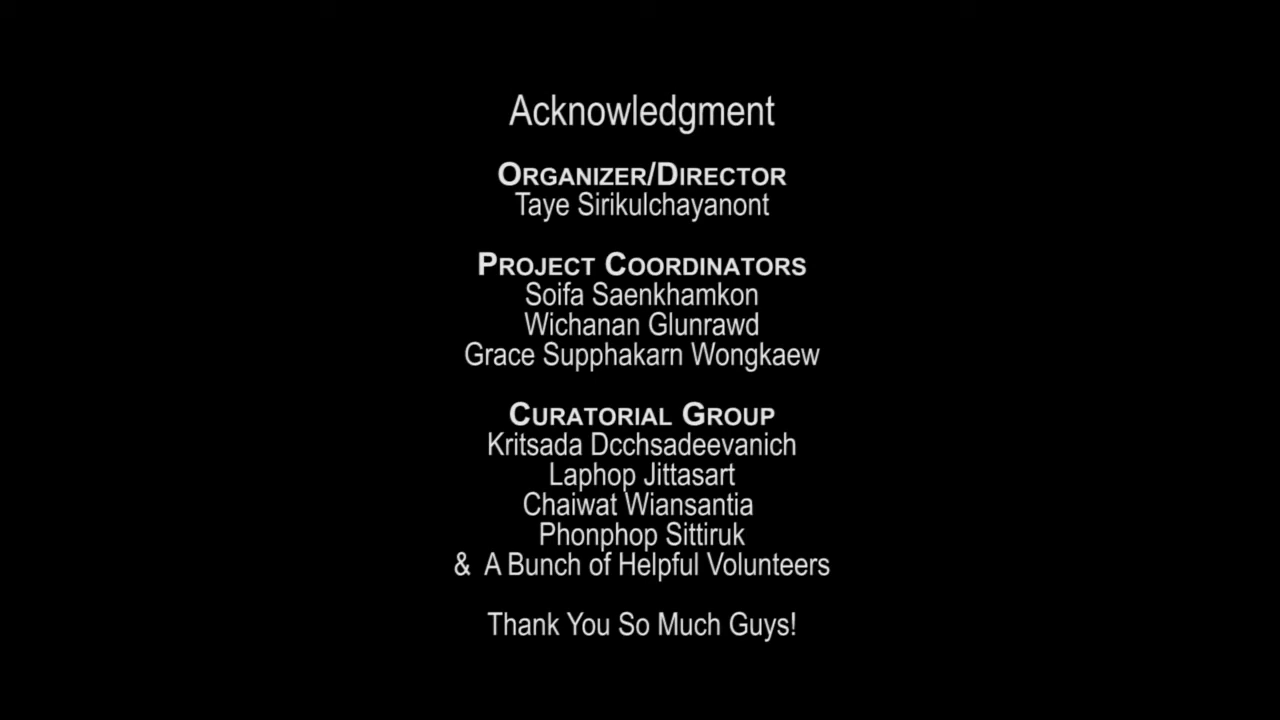 Acknowledgment
ORGANIZER/DIRECTOR
Taye Sirikulchayanont
PROJECT COORDINATORS
Soifa Saenkhamkon
Wichanan Glunrawd
Grace Supphakarn Wongkaew
CURATORIAL GROUP
Kritsada Dcchsadeevanich
Laphop Jittasart
Chaiwat Wiansantia
Phonphop Sittiruk
& A Bunch of Helpful Volunteers
Thank You So Much Guys!